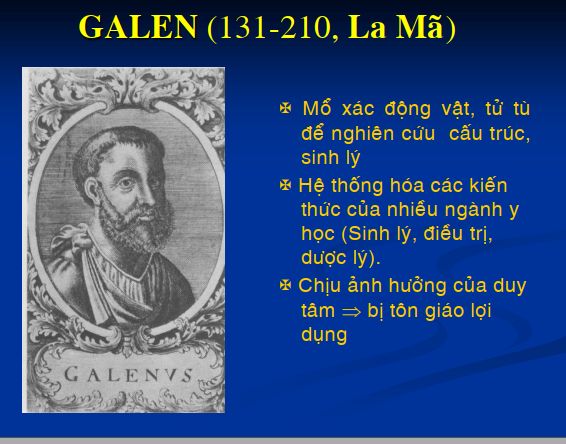 GALEN (131-210, La Mã)
✠ Mổ xác động vật, tử tù
để nghiên cứu cấu trúc,
sinh lý
✠ Hệ thống hóa các kiến
thức của nhiều ngành y
học (Sinh lý, điều trị,
dược lý).
✠ Chịu ảnh hưởng của duy
tâm ⇒ bị tôn giáo lợi
dụng
GALENVS